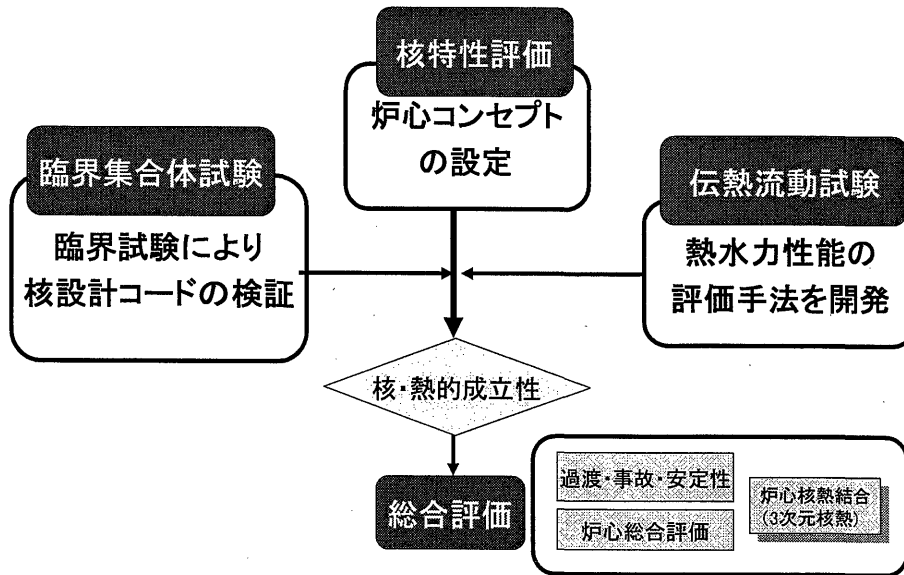 核特性評価
炉心コンセプト
の設定
臨界集合体試験
臨界試験により
核設計コードの検証
伝熱流動試験
熱水力性能の
評価手法を開発
核・熱的成立性
総合評価
過渡・事故・安定性
炉心総合評価
炉心核熱結合
(3次元核熱)